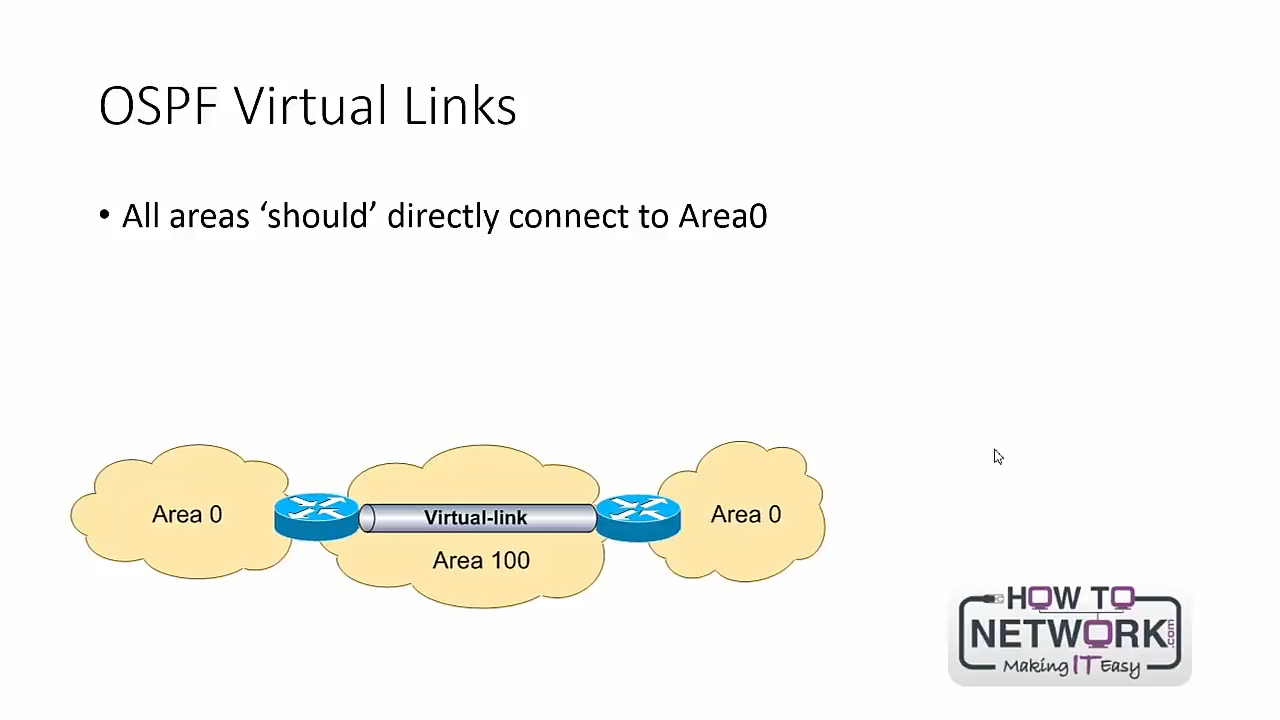 OSPF Virtual Links
• All areas ‘should’ directly connect to Area0
Area 0
Virtual-link
Area 100
Area 0
HOW TO
NETWORK.com
Making IT Easy